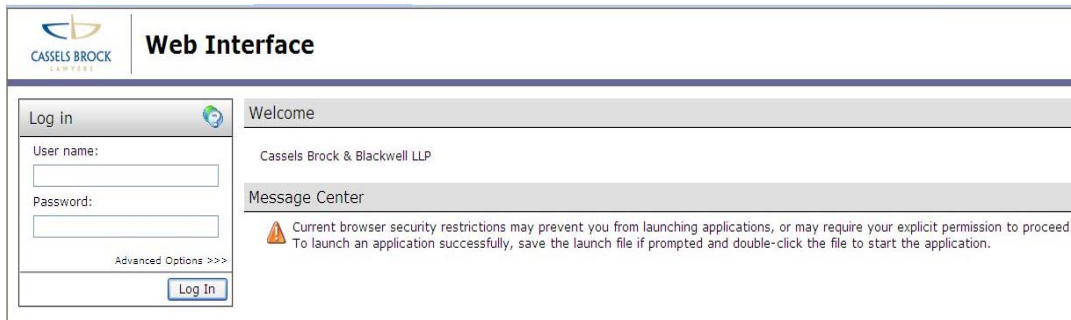 CASSELS BROCK
LAWYERS
Web Interface
Log in
User name:
Password:
Advanced Options >>>
Log In
Welcome
Cassels Brock & Blackwell LLP
Message Center
Current browser security restrictions may prevent you from launching applications, or may require your explicit permission to proceed
To launch an application successfully, save the launch file if prompted and double-click the file to start the application.